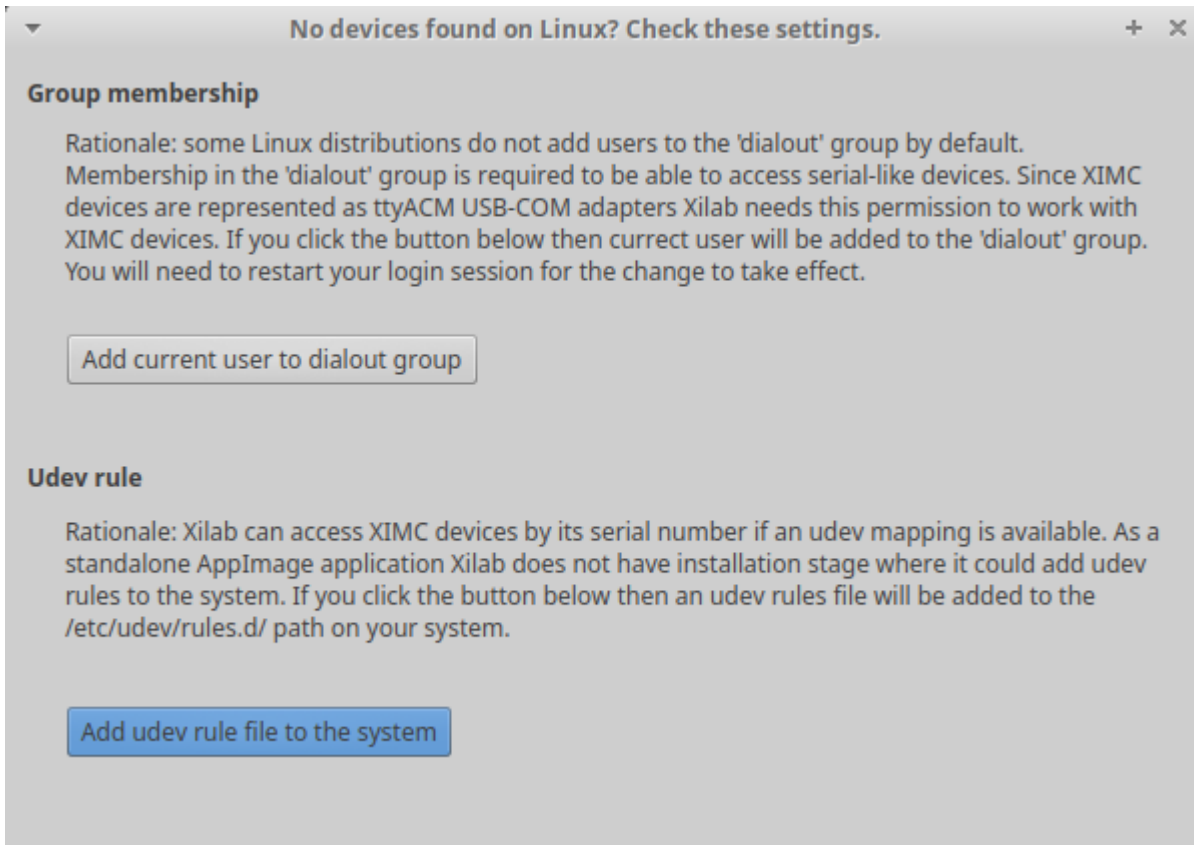 No devices found on Linux? Check these settings.
Group membership
Rationale: some Linux distributions do not add users to the 'dialout' group by default.
Membership in the 'dialout' group is required to be able to access serial-like devices. Since XIMC
devices are represented as ttyACM USB-COM adapters Xilab needs this permission to work with
XIMC devices. If you click the button below then currect user will be added to the 'dialout' group.
You will need to restart your login session for the change to take effect.
Add current user to dialout group
Udev rule
Rationale: Xilab can access XIMC devices by its serial number if an udev mapping is available. As a
standalone AppImage application Xilab does not have installation stage where it could add udev
rules to the system. If you click the button below then an udev rules file will be added to the
/etc/udev/rules.d/ path on your system.
Add udev rule file to the system